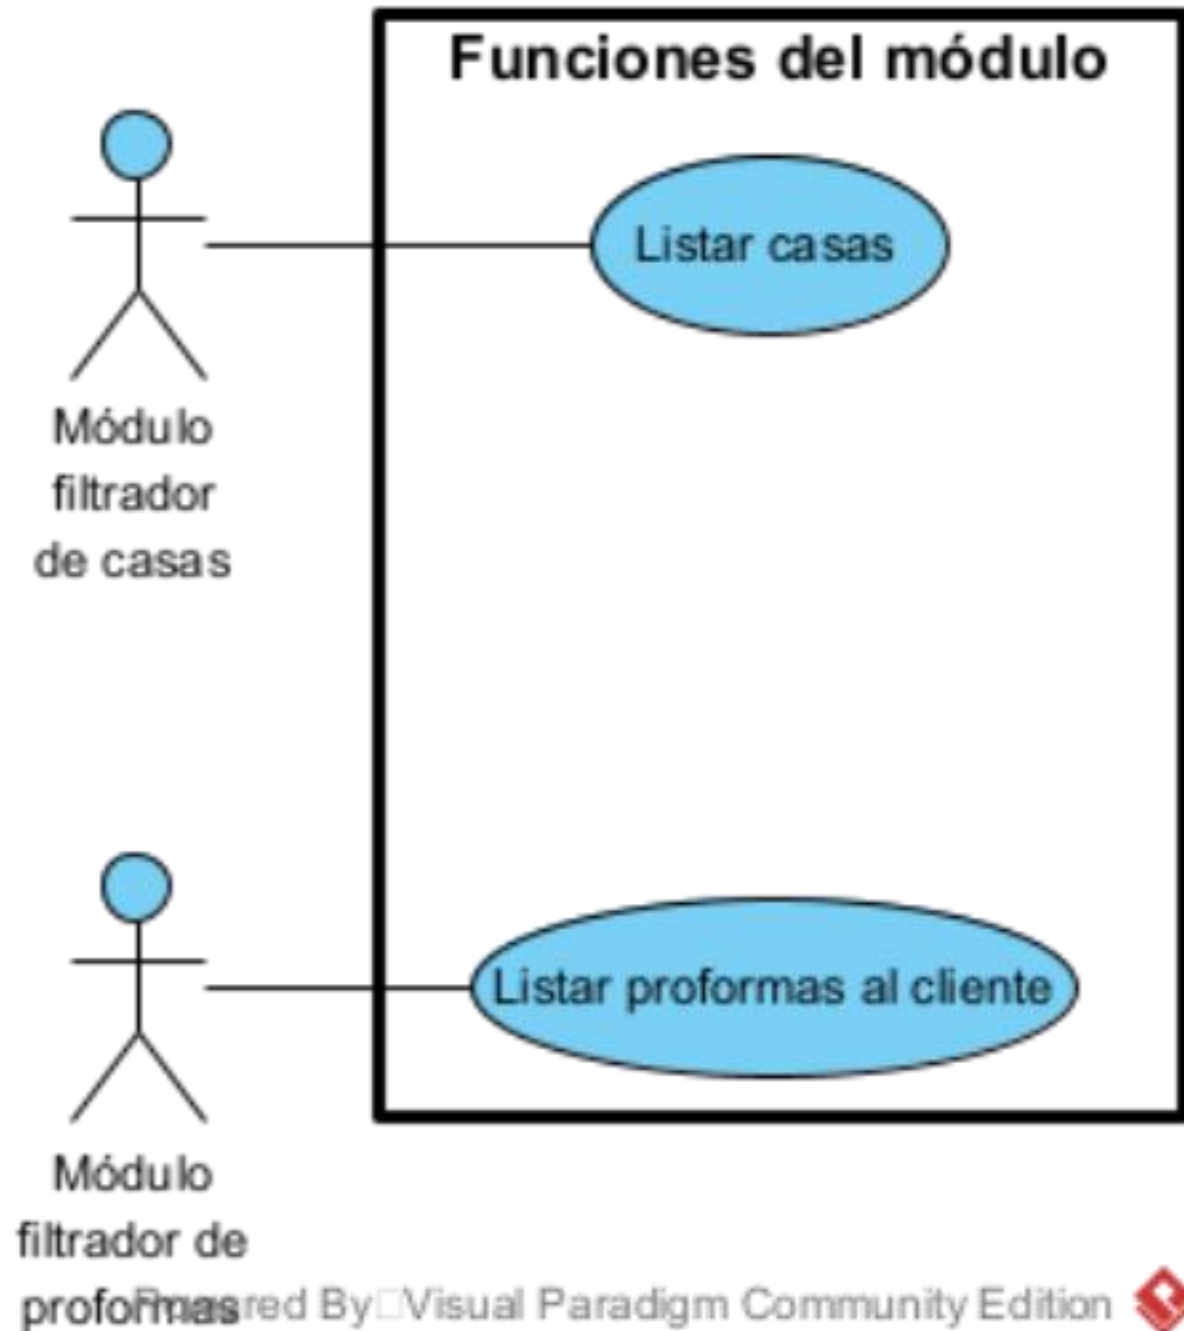 Funciones del módulo
Listar casas
Módulo
filtrador
de casas
Listar proformas al cliente
Módulo
filtrador de
proformas
Powered By Visual Paradigm Community Edition